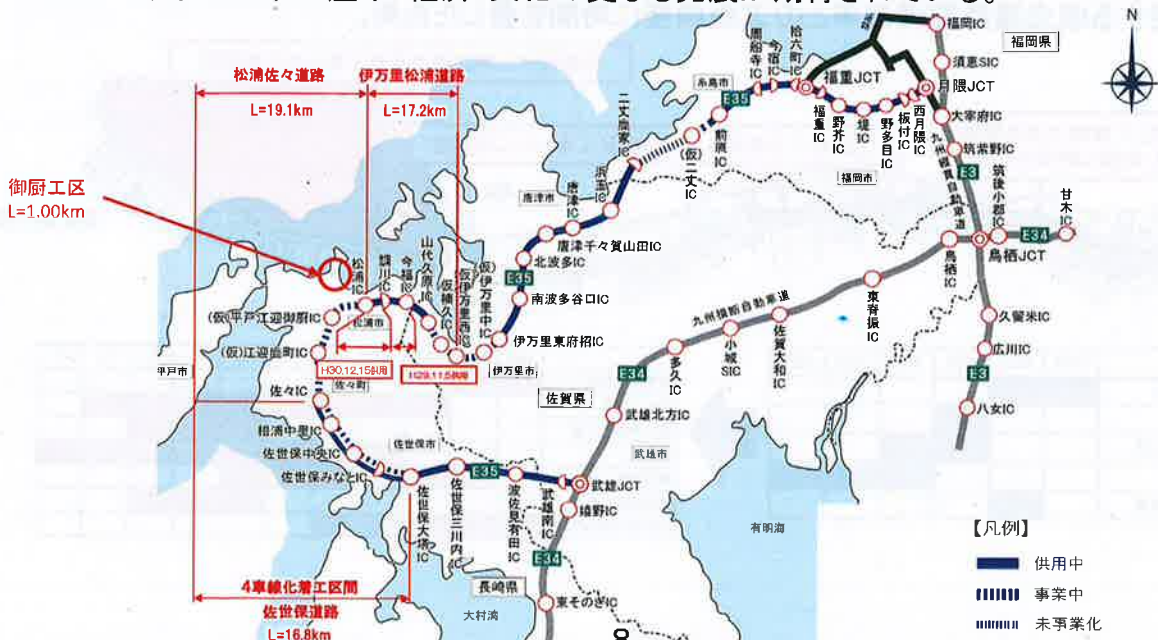 N
福岡IC
福岡県
須恵SIC
月隈JCT
大宰府IC
筑紫野IC
九州縦貫自動車道
E3
筑後小郡IC
甘木IC
E34
鳥栖JCT
鳥栖IC
久留米IC
広川IC
E3
八女IC
松浦佐々道路
L=19.1km
伊万里松浦道路
L=17.2km
御厨工区
L=1.00km
周船寺IC
今宿IC
拾六町IC
福重JCT
福重IC
野芥IC
堤IC
野多目IC
板付IC
西月隈IC
福岡市
糸島市
E35
前原IC
(仮)二丈IC
二丈鹿家IC
浜玉IC
唐津市
唐津IC
唐津千々賀山田IC
北波多IC
E35
南波多谷口IC
伊万里東府招IC
(仮)伊万里中IC
仮伊万里西IC
仮楠久IC
山代久原IC
今福IC
調川IC
松浦IC
松浦市
(仮)平戸江迎御厨IC
(仮)江迎鹿町IC
H30.12.15供用
H29.11.5供用
伊万里市
平戸市
佐々町
佐々IC
相浦中里IC
佐世保中央IC
佐世保みなとIC
佐世保市
佐世保大塔IC
佐世保三川内IC
E35
波佐見有田IC
武雄南IC
武雄JCT
嬉野IC
E34
東そのぎIC
長崎県
大村湾
4車線化着工区間
佐世保道路
L=16.8km
佐賀県
武雄市
武雄北方IC
E34
多久IC
小城SIC
佐賀大和IC
九州横断自動車道
東脊振IC
有明海
【凡例】
供用中
事業中
未事業化